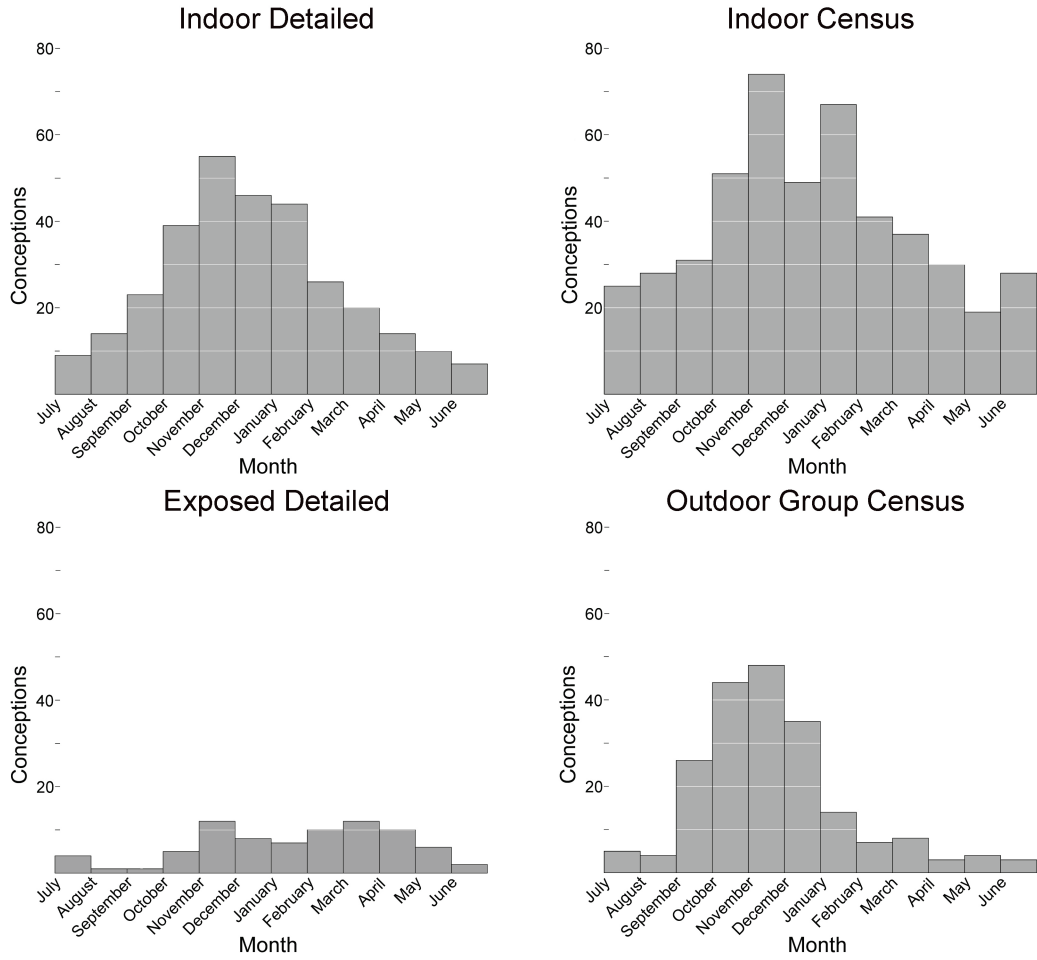 Indoor Detailed
80
60
40
20
Conceptions
July
August
September
October
November
December
January
February
March
April
May
June
Month
Indoor Census
80
60
40
20
Conceptions
July
August
September
October
November
December
January
February
March
April
May
June
Month
Exposed Detailed
80
60
40
20
Conceptions
July
August
September
October
November
December
January
February
March
April
May
June
Month
Outdoor Group Census
80
60
40
20
Conceptions
July
August
September
October
November
December
January
February
March
April
May
June
Month